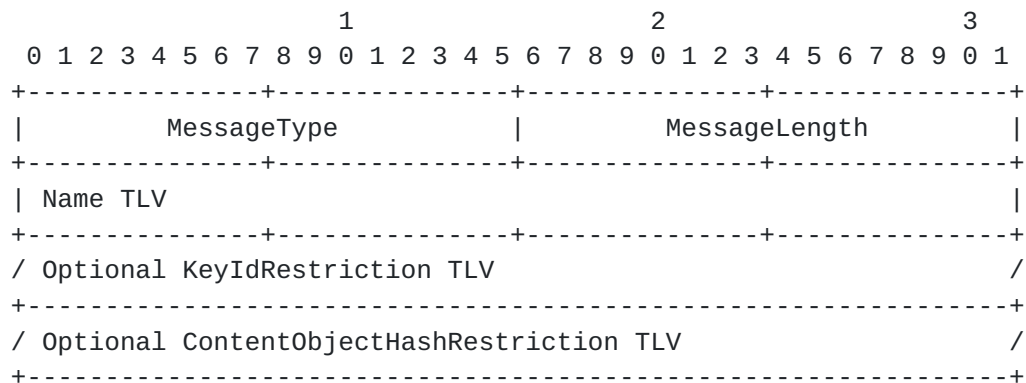 1                   2                   3
 0 1 2 3 4 5 6 7 8 9 0 1 2 3 4 5 6 7 8 9 0 1 2 3 4 5 6 7 8 9 0 1
+---------------+---------------+---------------+---------------+
|         MessageType           |         MessageLength         |
+---------------+---------------+---------------+---------------+
| Name TLV                                                      |
+---------------+---------------+---------------+---------------+
/ Optional KeyIdRestriction TLV                                 /
+---------------------------------------------------------------+
/ Optional ContentObjectHashRestriction TLV                     /
+---------------------------------------------------------------+